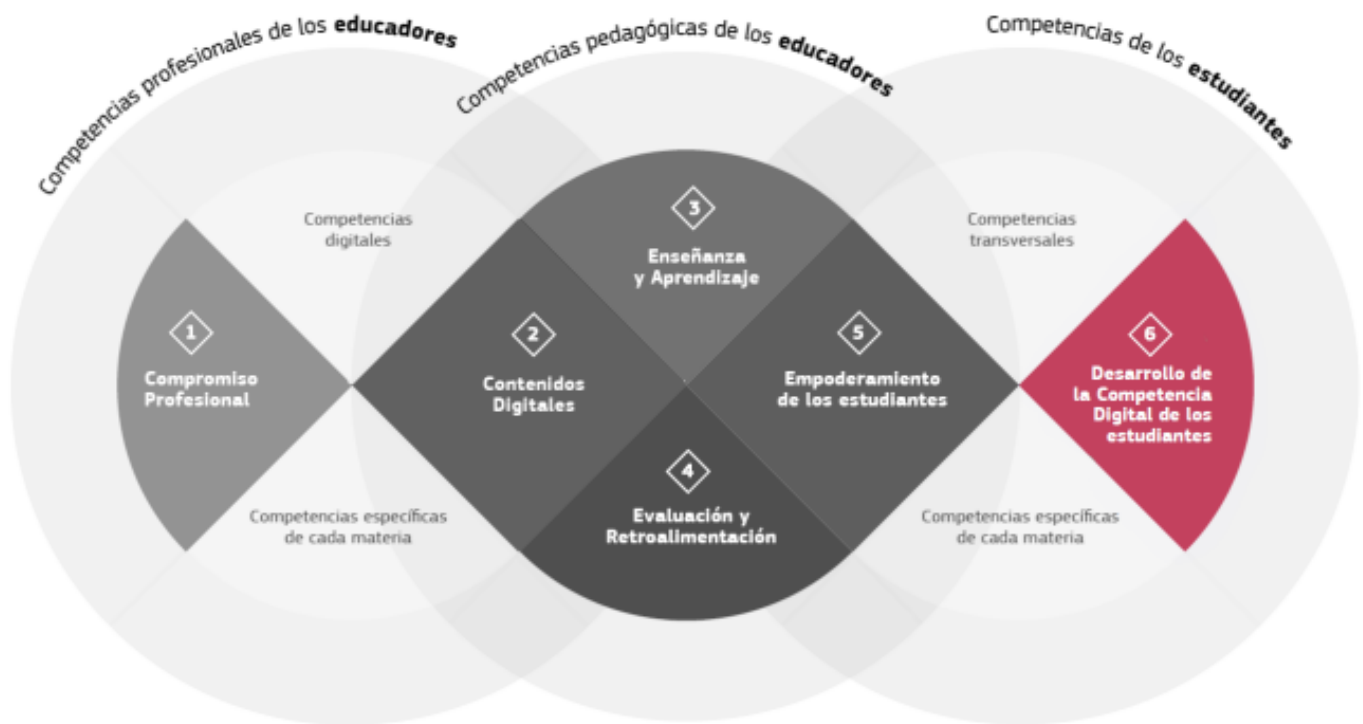 Competencias profesionales de los educadores
Competencias pedagógicas de los educadores
Competencias de los estudiantes
Competencias
digitales
Competencias
transversales
3
Enseñanza
y Aprendizaje
1
Compromiso
Profesional
2
Contenidos
Digitales
5
Empoderamiento
de los estudiantes
6
Desarrollo de
la Competencia
Digital de los
estudiantes
4
Evaluación y
Retroalimentación
Competencias específicas
de cada materia
Competencias específicas
de cada materia